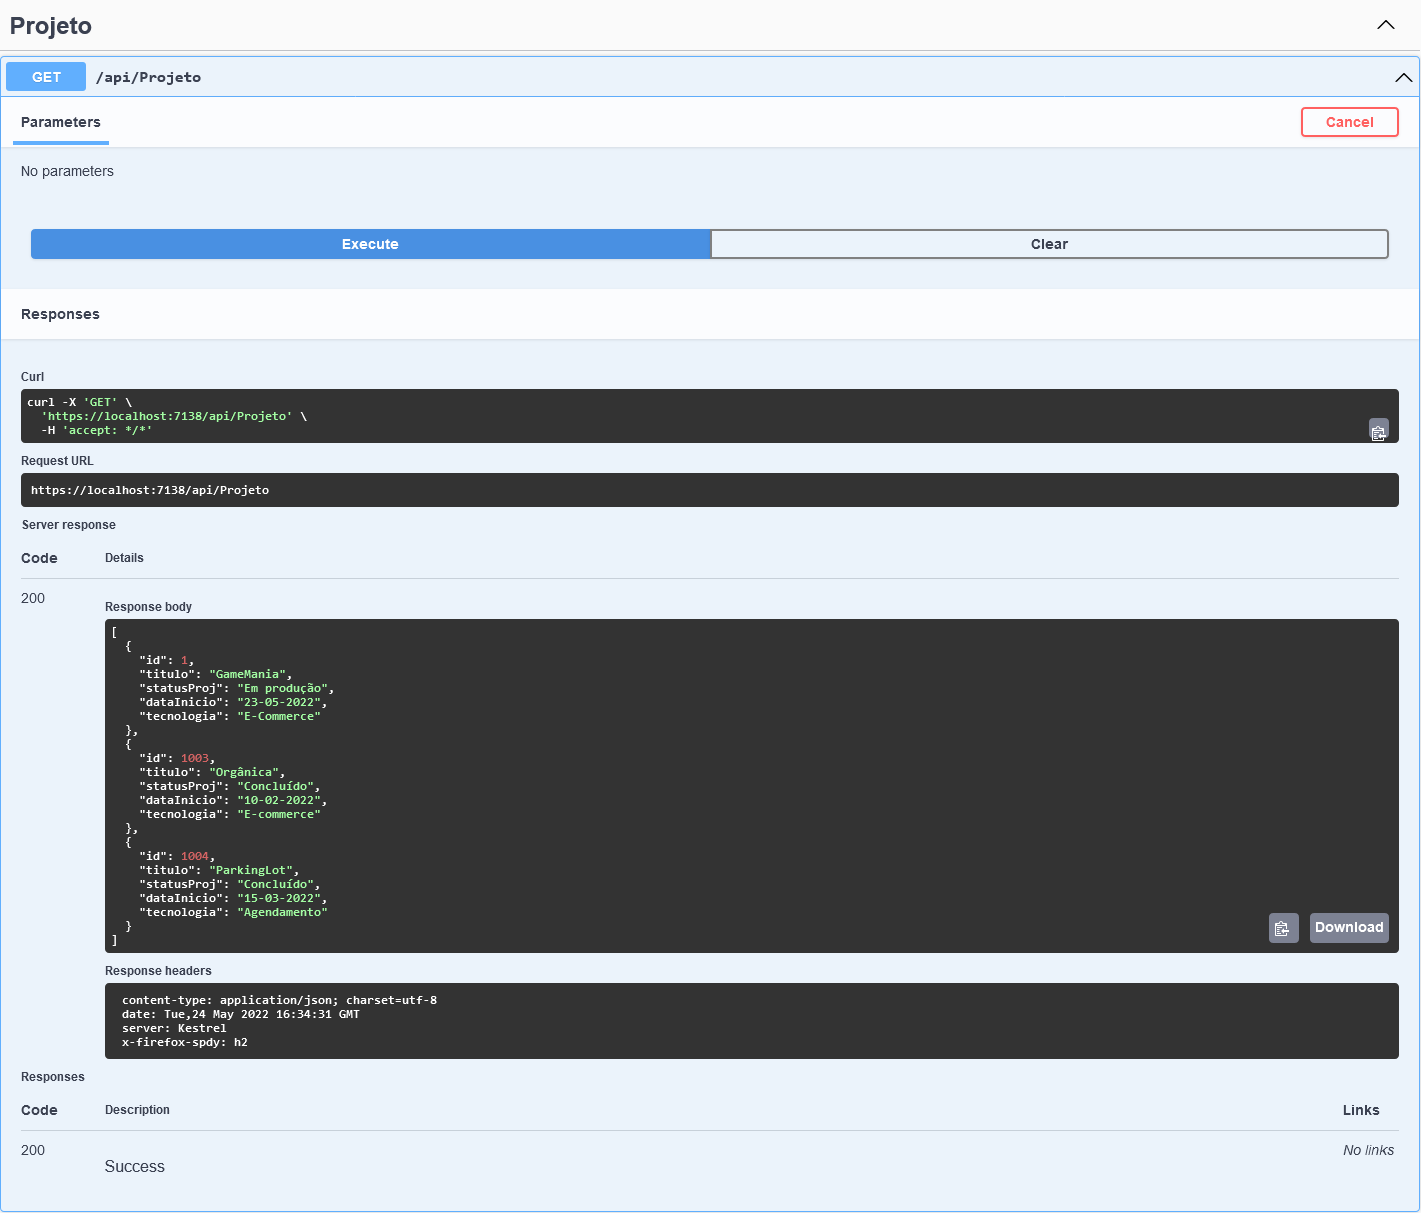 Projeto
GET /api/Projeto
Parameters Cancel
No parameters
Execute Clear
Responses
Curl
curl -X 'GET' \
  'https://localhost:7138/api/Projeto' \
  -H 'accept: */*'
Request URL
https://localhost:7138/api/Projeto
Server response
Code Details
200
Response body
[
  {
    "id": 1,
    "titulo": "GameMania",
    "statusProj": "Em produção",
    "dataInicio": "23-05-2022",
    "tecnologia": "E-Commerce"
  },
  {
    "id": 1003,
    "titulo": "Orgânica",
    "statusProj": "Concluído",
    "dataInicio": "10-02-2022",
    "tecnologia": "E-commerce"
  },
  {
    "id": 1004,
    "titulo": "ParkingLot",
    "statusProj": "Concluído",
    "dataInicio": "15-03-2022",
    "tecnologia": "Agendamento"
  }
]
Download
Response headers
content-type: application/json; charset=utf-8
date: Tue,24 May 2022 16:34:31 GMT
server: Kestrel
x-firefox-spdy: h2
Responses
Code Description Links
200 No links
Success